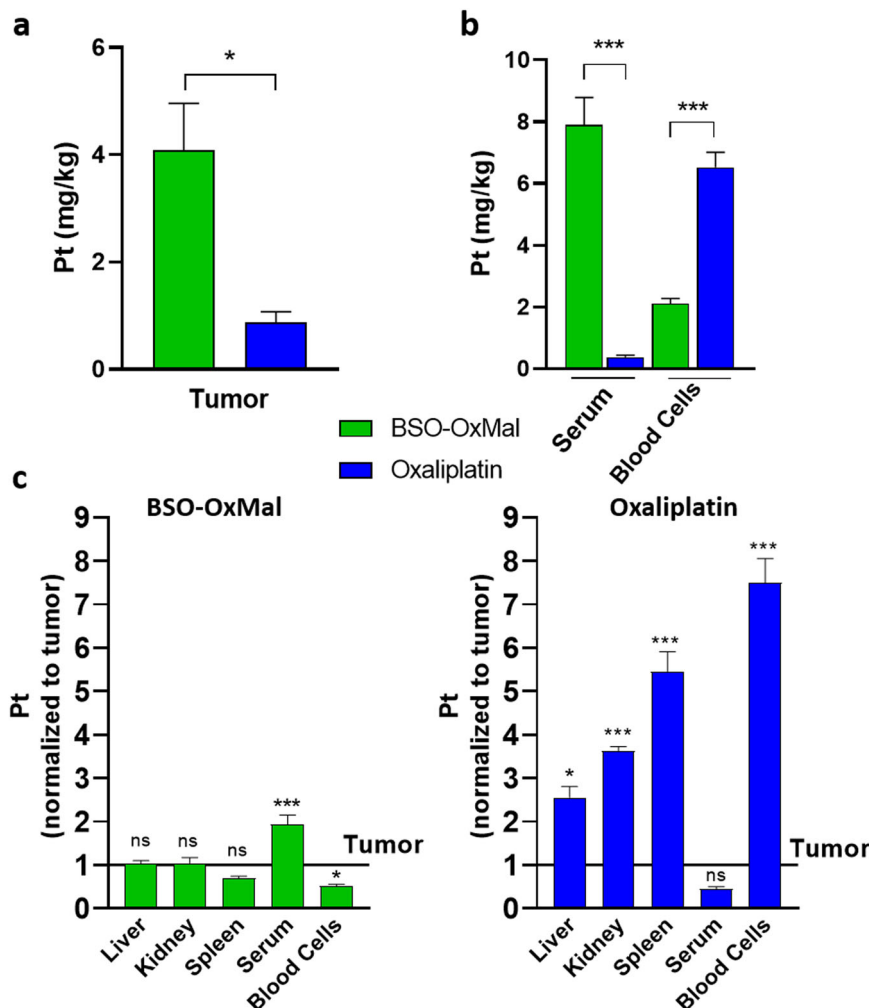 a
6
4
2
0
Pt (mg/kg)
*
Tumor
b
10
8
6
4
2
0
Pt (mg/kg)
***
***
Serum
Blood Cells
BSO-OxMal
Oxaliplatin
c
BSO-OxMal
9
8
7
6
5
4
3
2
1
0
Pt
(normalized to tumor)
ns
ns
ns
***
*
Tumor
Liver
Kidney
Spleen
Serum
Blood Cells
Oxaliplatin
9
8
7
6
5
4
3
2
1
0
Pt
(normalized to tumor)
*
***
***
ns
***
Tumor
Liver
Kidney
Spleen
Serum
Blood Cells